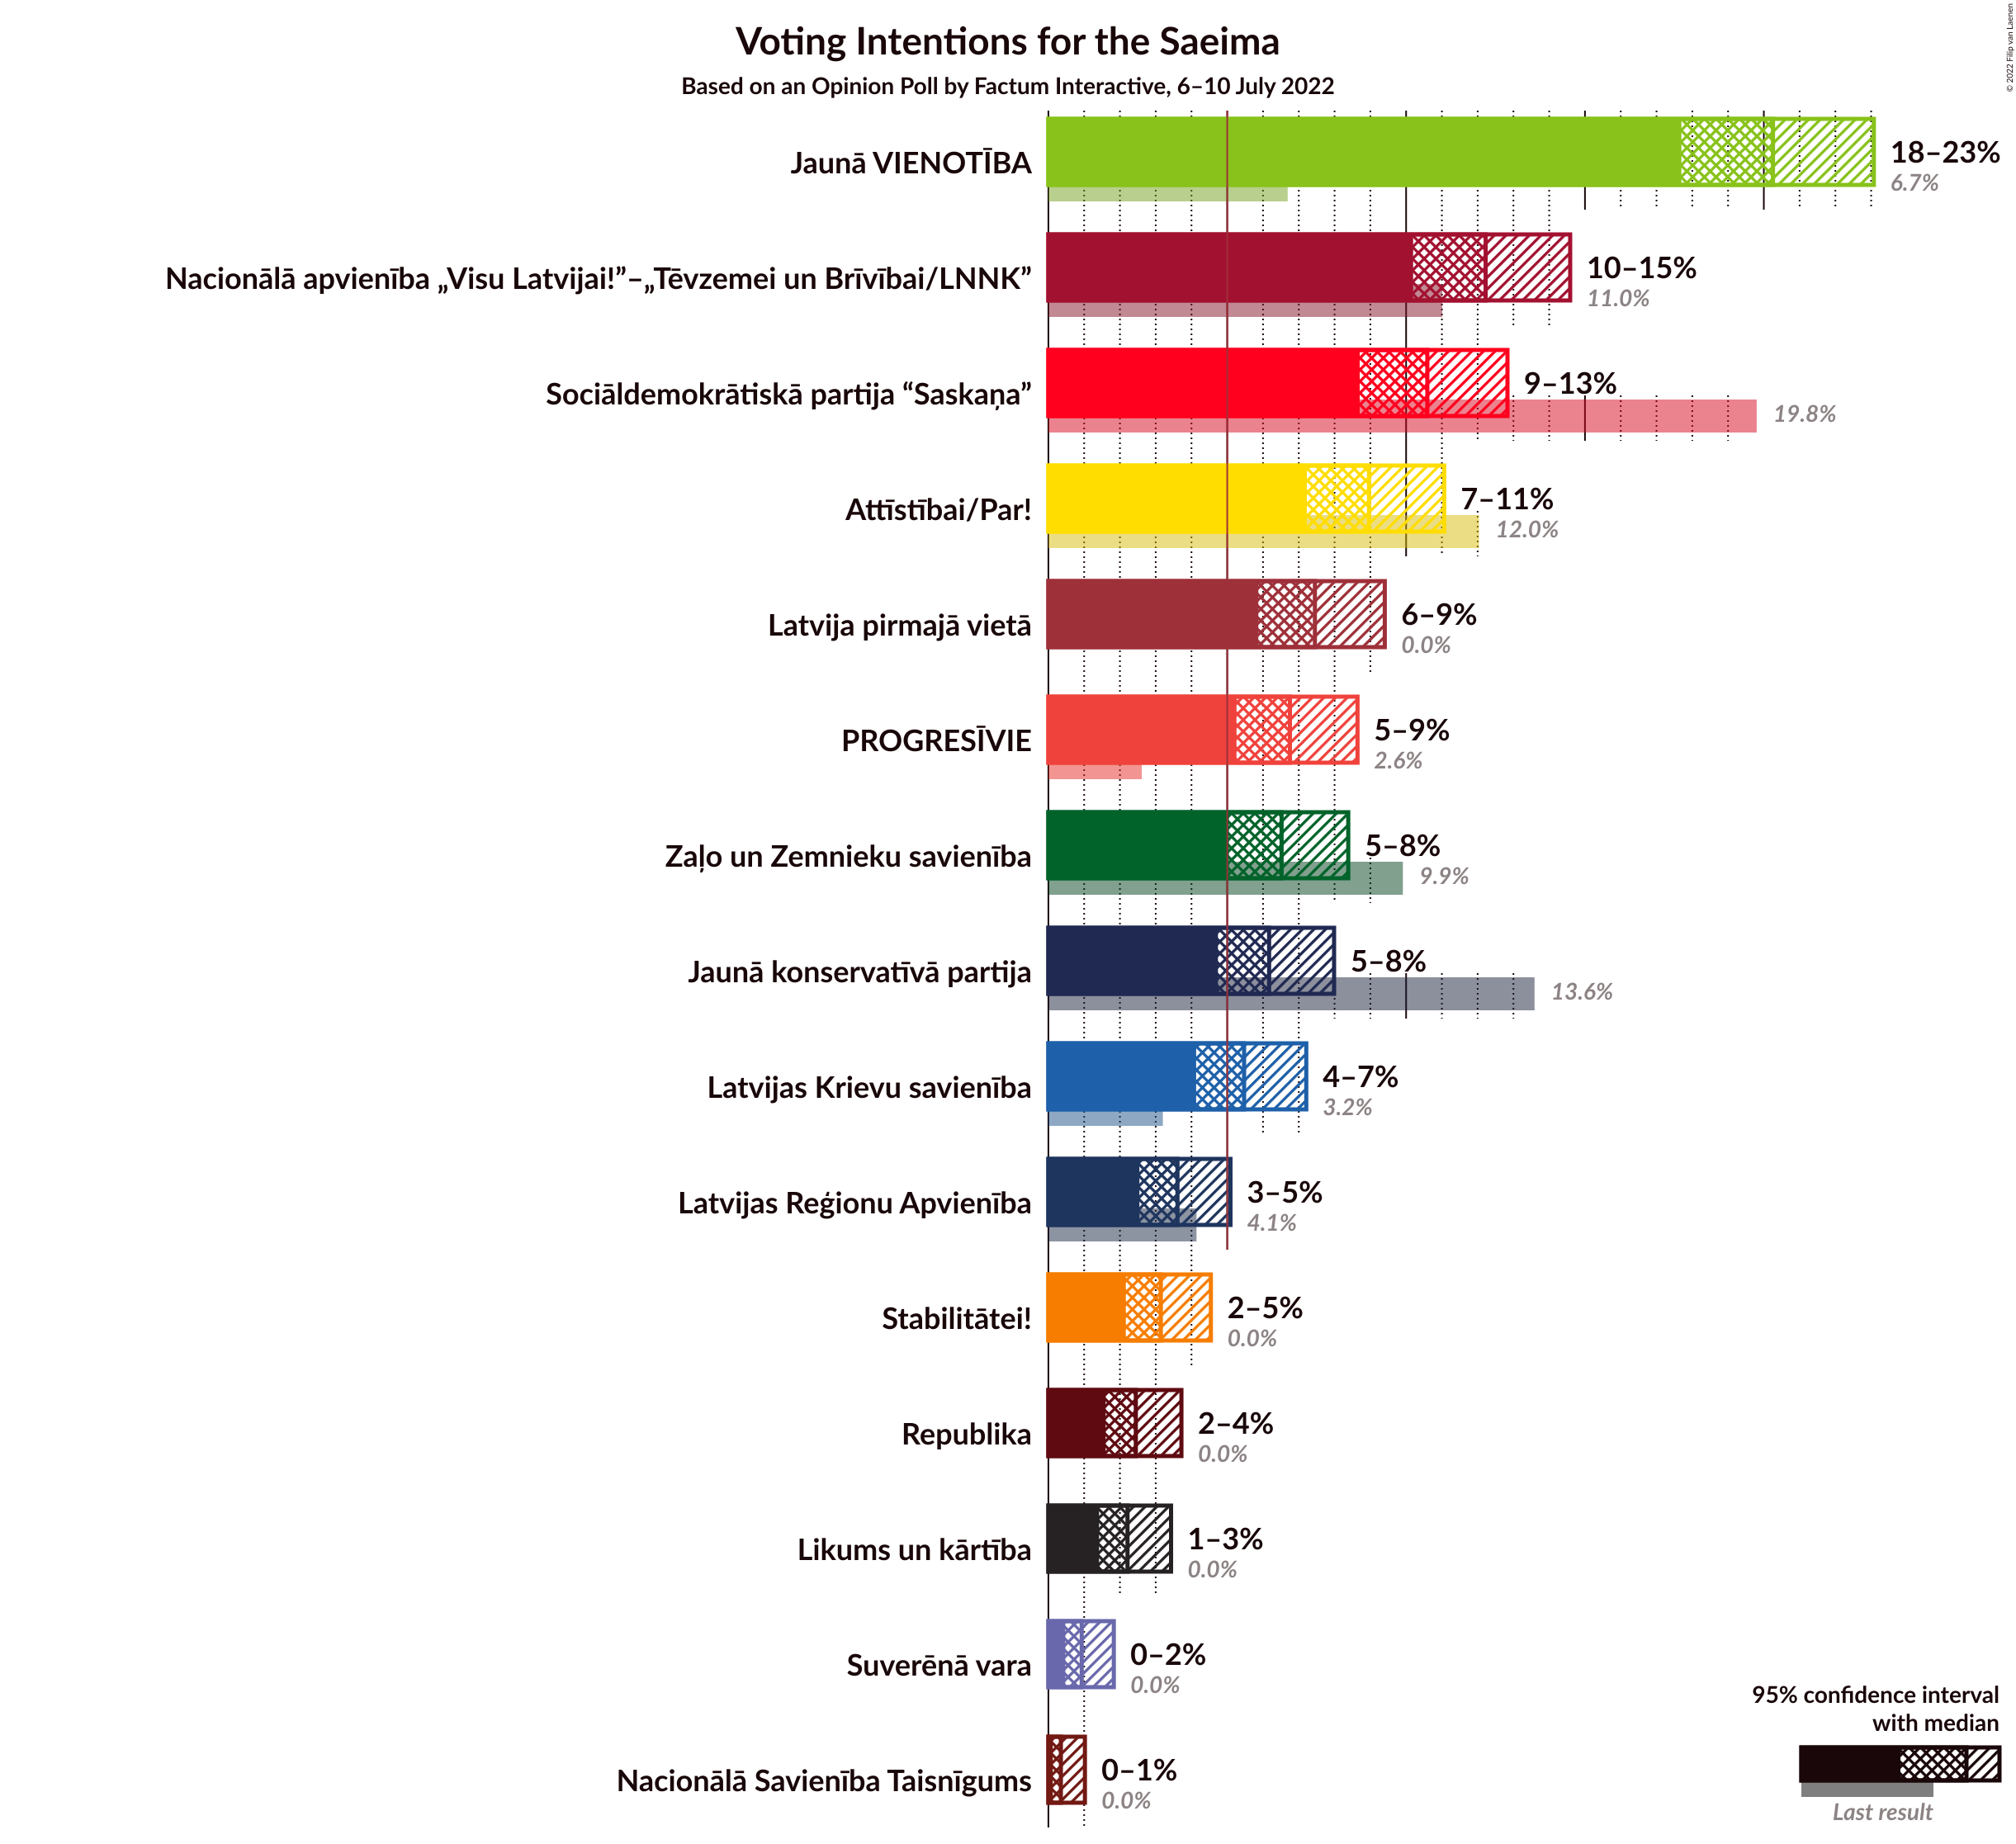 Voting Intentions for the Saeima
Based on an Opinion Poll by Factum Interactive, 6–10 July 2022
© 2022 Filip van Laenen
Jaunā VIENOTĪBA
18–23%
6.7%
Nacionālā apvienība „Visu Latvijai!”–„Tēvzemei un Brīvībai/LNNK”
10–15%
11.0%
Sociāldemokrātiskā partija “Saskaņa”
9–13%
19.8%
Attīstībai/Par!
7–11%
12.0%
Latvija pirmajā vietā
6–9%
0.0%
PROGRESĪVIE
5–9%
2.6%
Zaļo un Zemnieku savienība
5–8%
9.9%
Jaunā konservatīvā partija
5–8%
13.6%
Latvijas Krievu savienība
4–7%
3.2%
Latvijas Reģionu Apvienība
3–5%
4.1%
Stabilitātei!
2–5%
0.0%
Republika
2–4%
0.0%
Likums un kārtība
1–3%
0.0%
Suverēnā vara
0–2%
0.0%
Nacionālā Savienība Taisnīgums
0–1%
0.0%
95% confidence interval
with median
Last result